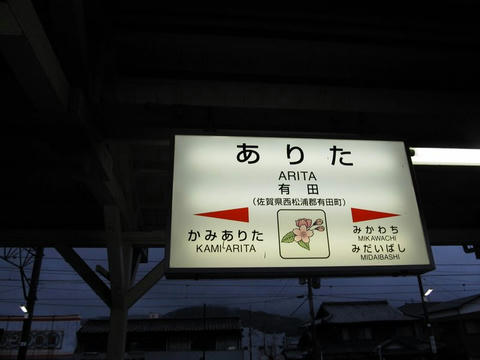 ありた
ARITA
有田
(佐賀県西松浦郡有田町)
かみありた
KAMI-ARITA
みかわち
MIKAWACHI
みだいばし
MIDAIBASHI